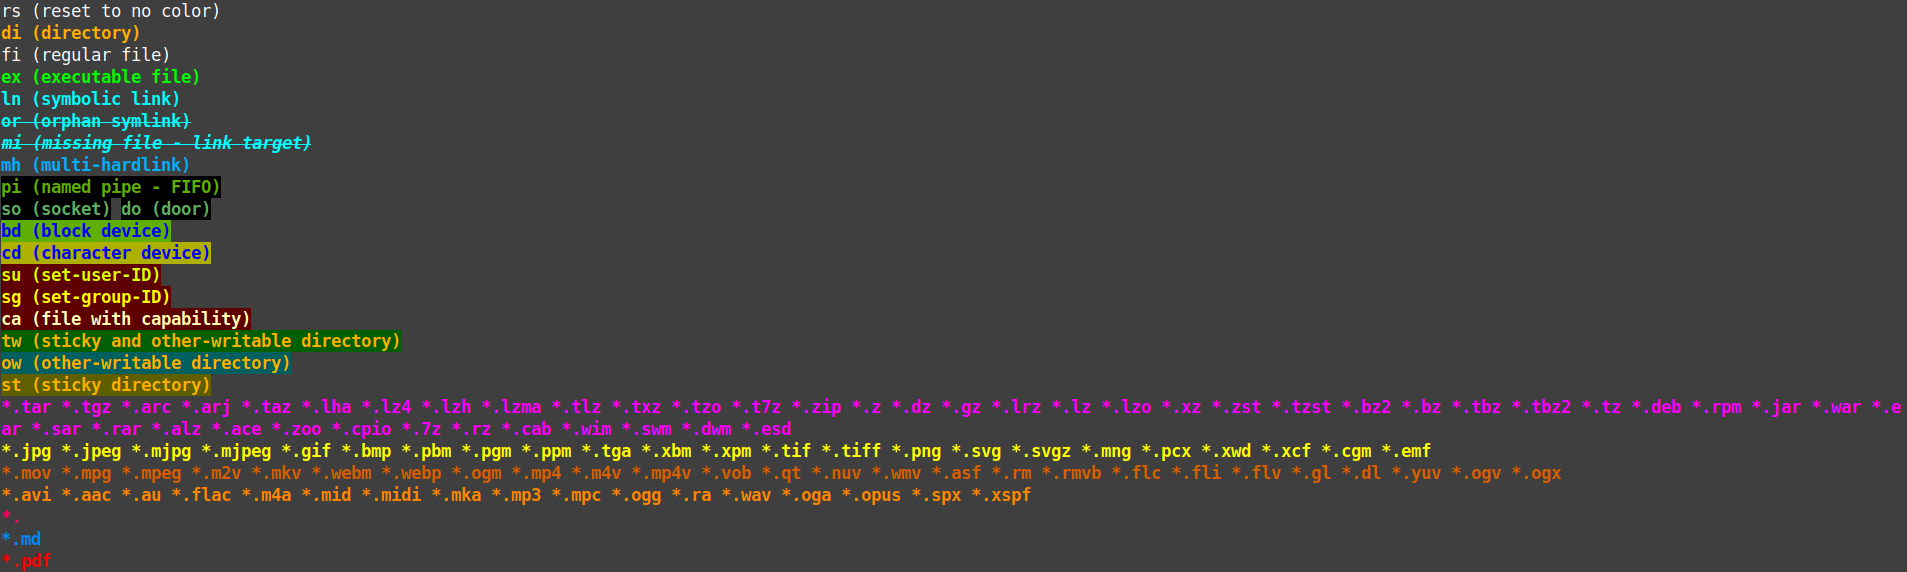 rs (reset to no color)
di (directory)
fi (regular file)
ex (executable file)
ln (symbolic link)
or (orphan symlink)
mi (missing file - link target)
mh (multi-hardlink)
pi (named pipe - FIFO)
so (socket) do (door)
bd (block device)
cd (character device)
su (set-user-ID)
sg (set-group-ID)
ca (file with capability)
tw (sticky and other-writable directory)
ow (other-writable directory)
st (sticky directory)
*.tar *.tgz *.arc *.arj *.taz *.lha *.lz4 *.lzh *.lzma *.tlz *.txz *.tzo *.t7z *.zip *.z *.dz *.gz *.lrz *.lz *.lzo *.xz *.zst *.tzst *.bz2 *.bz *.tbz *.tbz2 *.tz *.deb *.rpm *.jar *.war *.e
ar *.sar *.rar *.alz *.ace *.zoo *.cpio *.7z *.rz *.cab *.wim *.swm *.dwm *.esd
*.jpg *.jpeg *.mjpg *.mjpeg *.gif *.bmp *.pbm *.pgm *.ppm *.tga *.xbm *.xpm *.tif *.tiff *.png *.svg *.svgz *.mng *.pcx *.xwd *.xcf *.cgm *.emf
*.mov *.mpg *.mpeg *.m2v *.mkv *.webm *.webp *.ogm *.mp4 *.m4v *.mp4v *.vob *.qt *.nuv *.wmv *.asf *.rm *.rmvb *.flc *.fli *.flv *.gl *.dl *.yuv *.ogv *.ogx
*.avi *.aac *.au *.flac *.m4a *.mid *.midi *.mka *.mp3 *.mpc *.ogg *.ra *.wav *.oga *.opus *.spx *.xspf
*.
*.md
*.pdf